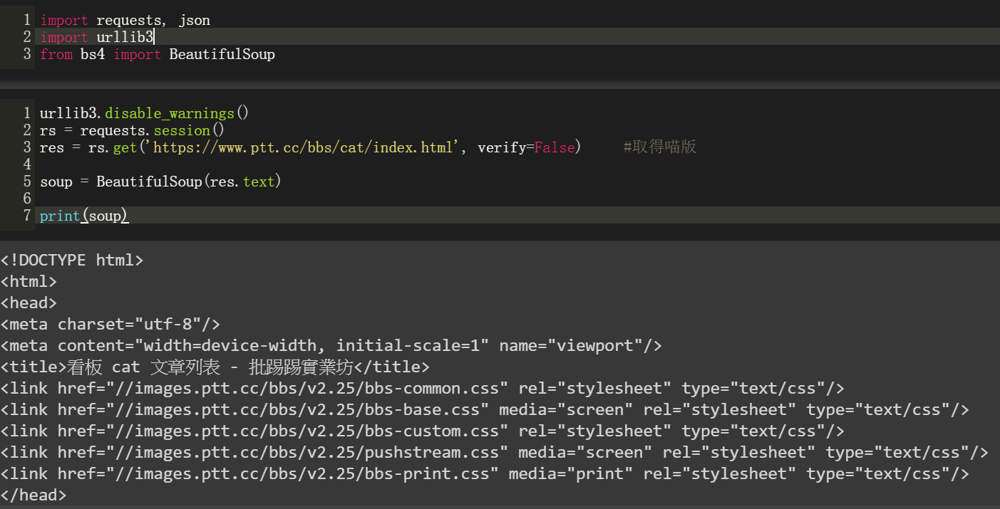 1 import requests, json
2 import urllib3
3 from bs4 import BeautifulSoup
1 urllib3.disable_warnings()
2 rs = requests.session()
3 res = rs.get('https://www.ptt.cc/bbs/cat/index.html', verify=False) #取得喵版
4
5 soup = BeautifulSoup(res.text)
6
7 print(soup)
<!DOCTYPE html>
<html>
<head>
<meta charset="utf-8"/>
<meta content="width=device-width, initial-scale=1" name="viewport"/>
<title>看板 cat 文章列表 - 批踢踢實業坊</title>
<link href="//images.ptt.cc/bbs/v2.25/bbs-common.css" rel="stylesheet" type="text/css"/>
<link href="//images.ptt.cc/bbs/v2.25/bbs-base.css" media="screen" rel="stylesheet" type="text/css"/>
<link href="//images.ptt.cc/bbs/v2.25/bbs-custom.css" rel="stylesheet" type="text/css"/>
<link href="//images.ptt.cc/bbs/v2.25/pushstream.css" media="screen" rel="stylesheet" type="text/css"/>
<link href="//images.ptt.cc/bbs/v2.25/bbs-print.css" media="print" rel="stylesheet" type="text/css"/>
</head>